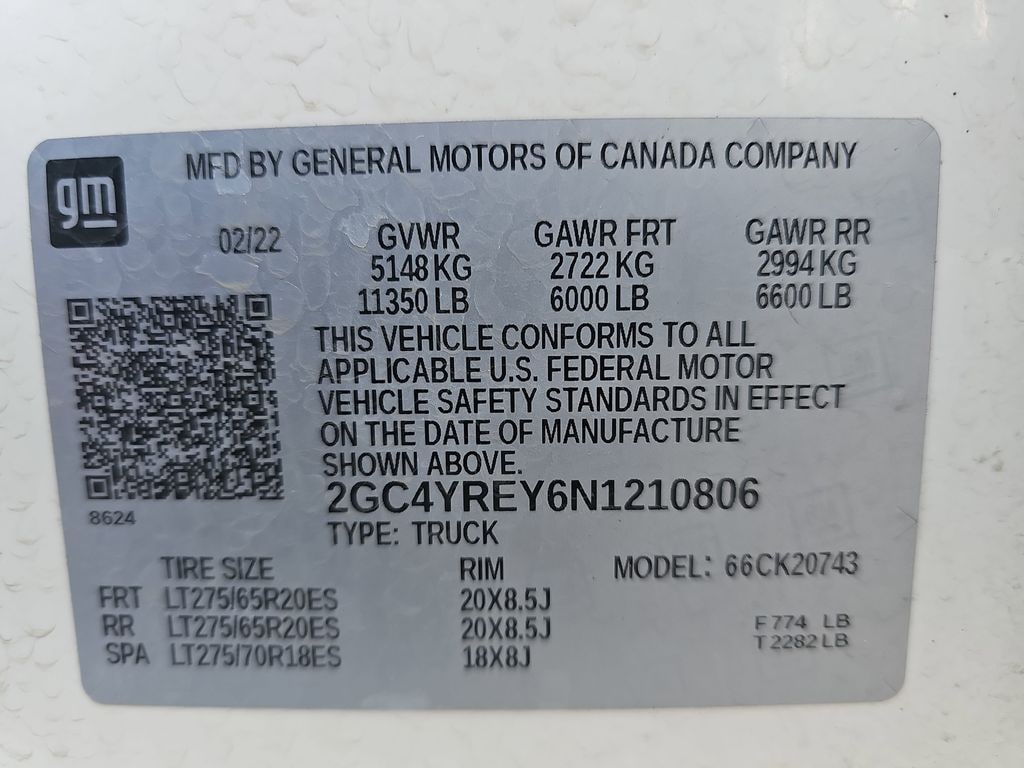 gm
MFD BY GENERAL MOTORS OF CANADA COMPANY
02/22 GVWR GAWR FRT GAWR RR
5148 KG 2722 KG 2994 KG
11350 LB 6000 LB 6600 LB
THIS VEHICLE CONFORMS TO ALL
APPLICABLE U.S. FEDERAL MOTOR
VEHICLE SAFETY STANDARDS IN EFFECT
ON THE DATE OF MANUFACTURE
SHOWN ABOVE.
2GC4YREY6N1210806
8624
TYPE: TRUCK
TIRE SIZE RIM MODEL: 66CK20743
FRT LT275/65R20ES 20X8.5J
RR LT275/65R20ES 20X8.5J F 774 LB
SPA LT275/70R18ES 18X8J T 2282 LB